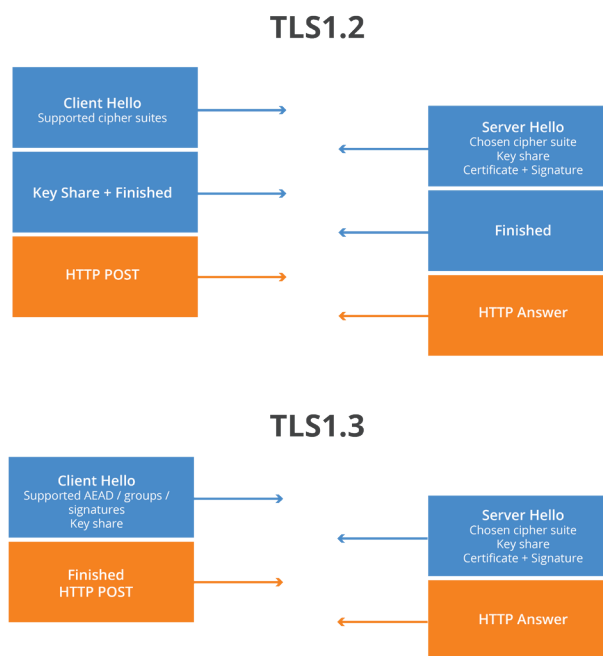 TLS1.2
Client Hello
Supported cipher suites
Server Hello
Chosen cipher suite
Key share
Certificate + Signature
Key Share + Finished
Finished
HTTP POST
HTTP Answer
TLS1.3
Client Hello
Supported AEAD / groups /
signatures
Key share
Server Hello
Chosen cipher suite
Key share
Certificate + Signature
Finished
HTTP POST
HTTP Answer